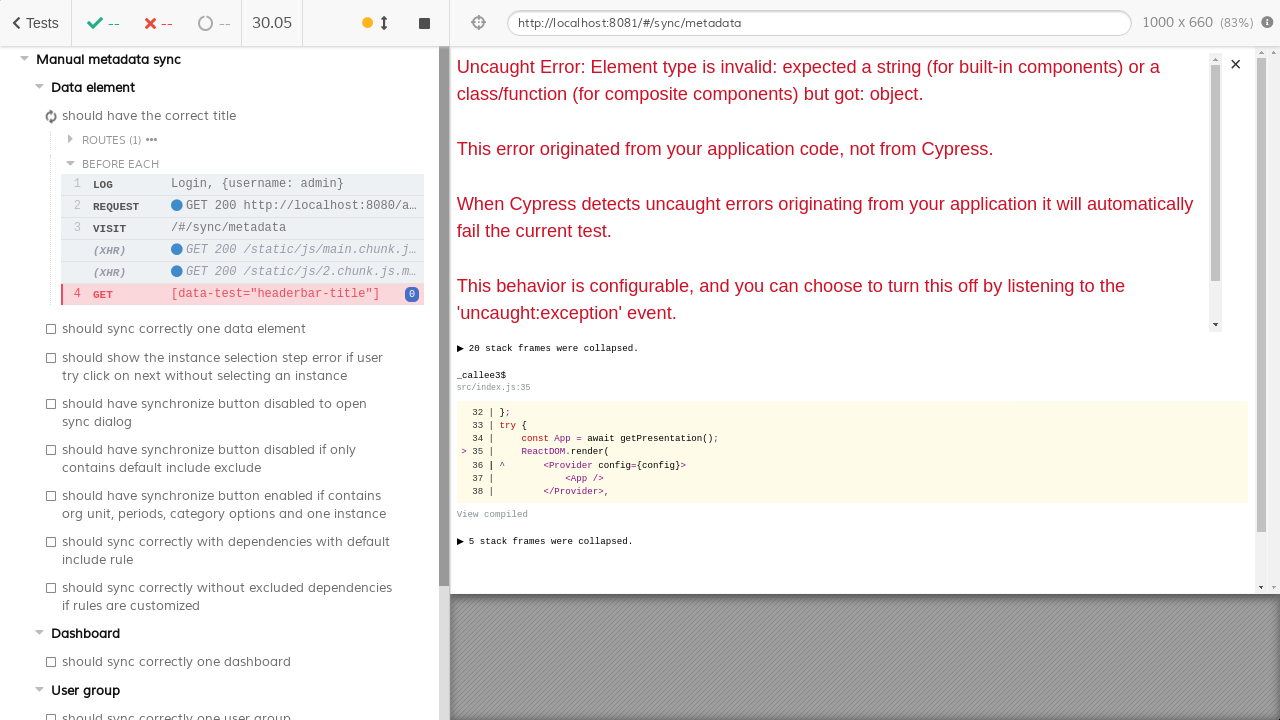 Tests
--
--
--
30.05
http://localhost:8081/#/sync/metadata
1000 x 660 (83%)
Manual metadata sync
Data element
should have the correct title
ROUTES (1)
BEFORE EACH
1 LOG Login, {username: admin}
2 REQUEST GET 200 http://localhost:8080/a…
3 VISIT /#/sync/metadata
(XHR) GET 200 /static/js/main.chunk.j…
(XHR) GET 200 /static/js/2.chunk.js.m…
4 GET [data-test="headerbar-title"] 0
should sync correctly one data element
should show the instance selection step error if user
try click on next without selecting an instance
should have synchronize button disabled to open
sync dialog
should have synchronize button disabled if only
contains default include exclude
should have synchronize button enabled if contains
org unit, periods, category options and one instance
should sync correctly with dependencies with default
include rule
should sync correctly without excluded dependencies
if rules are customized
Dashboard
should sync correctly one dashboard
User group
should sync correctly one user group
Uncaught Error: Element type is invalid: expected a string (for built-in components) or a
class/function (for composite components) but got: object.
This error originated from your application code, not from Cypress.
When Cypress detects uncaught errors originating from your application it will automatically
fail the current test.
This behavior is configurable, and you can choose to turn this off by listening to the
'uncaught:exception' event.
▶ 20 stack frames were collapsed.
_callee3$
src/index.js:35
32 | };
33 | try {
34 |     const App = await getPresentation();
> 35 |     ReactDOM.render(
36 | ^       <Provider config={config}>
37 |             <App />
38 |         </Provider>,
View compiled
▶ 5 stack frames were collapsed.